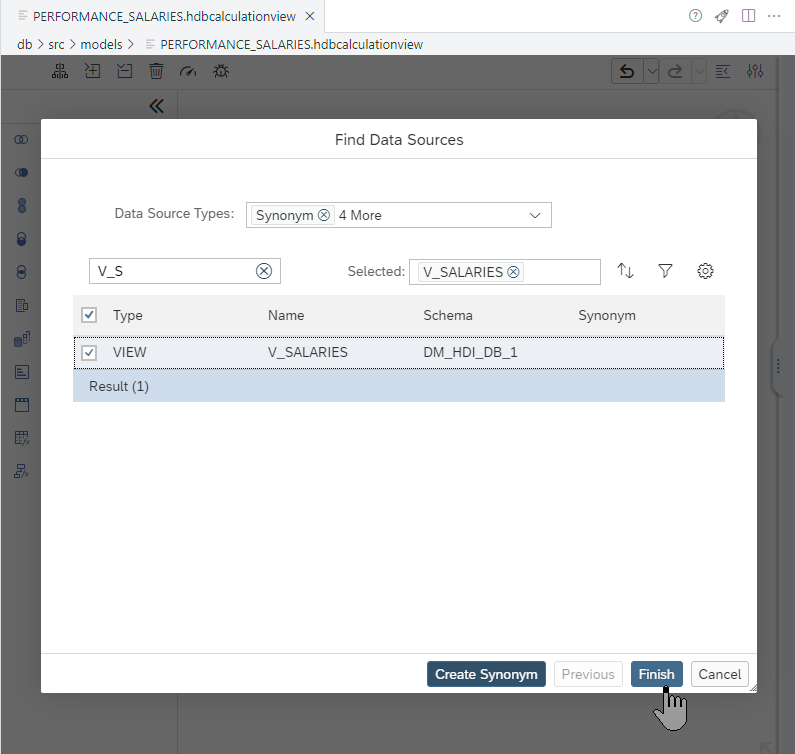 PERFORMANCE_SALARIES.hdbcalculationview
db > src > models > PERFORMANCE_SALARIES.hdbcalculationview
Find Data Sources
Data Source Types: Synonym 4 More
V_S Selected: V_SALARIES
Type Name Schema Synonym
VIEW V_SALARIES DM_HDI_DB_1
Result (1)
Create Synonym Previous Finish Cancel